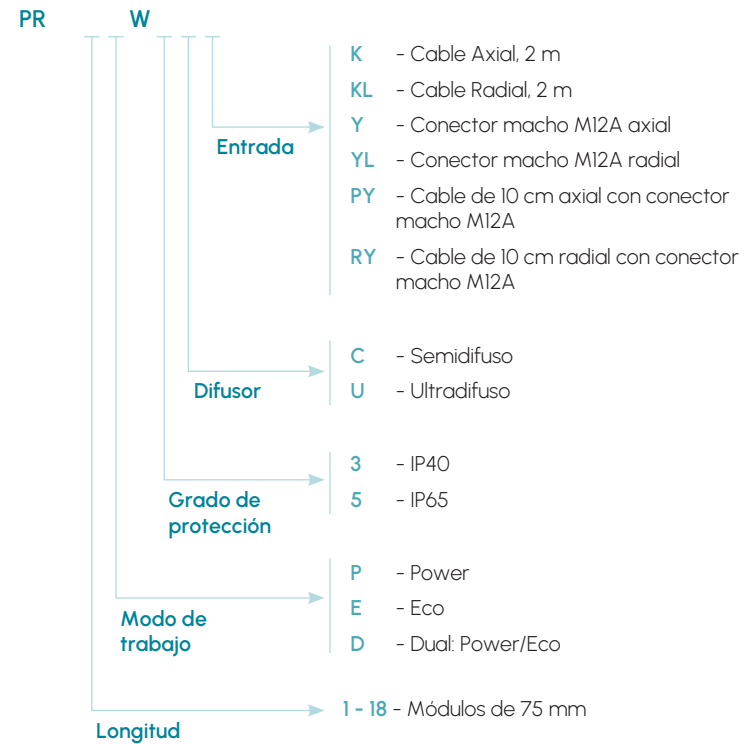 PR W
K - Cable Axial, 2 m
KL - Cable Radial, 2 m
Y - Conector macho M12A axial
Entrada
YL - Conector macho M12A radial
PY - Cable de 10 cm axial con conector
macho M12A
RY - Cable de 10 cm radial con conector
macho M12A
C - Semidifuso
Difusor
U - Ultradifuso
3 - IP40
Grado de
protección
5 - IP65
P - Power
E - Eco
Modo de
trabajo
D - Dual: Power/Eco
1 - 18 - Módulos de 75 mm
Longitud